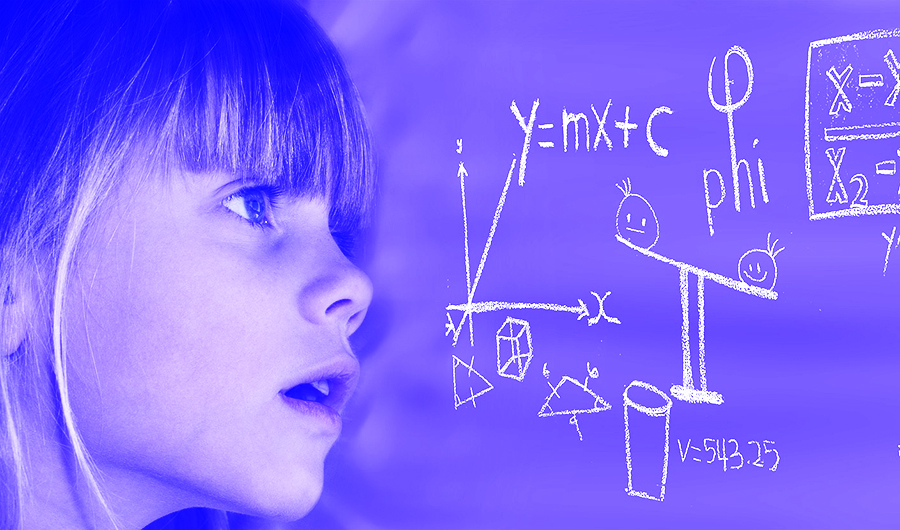 y=mx+c
φ
phi
x-x
x₂-
y
x
V=543.25